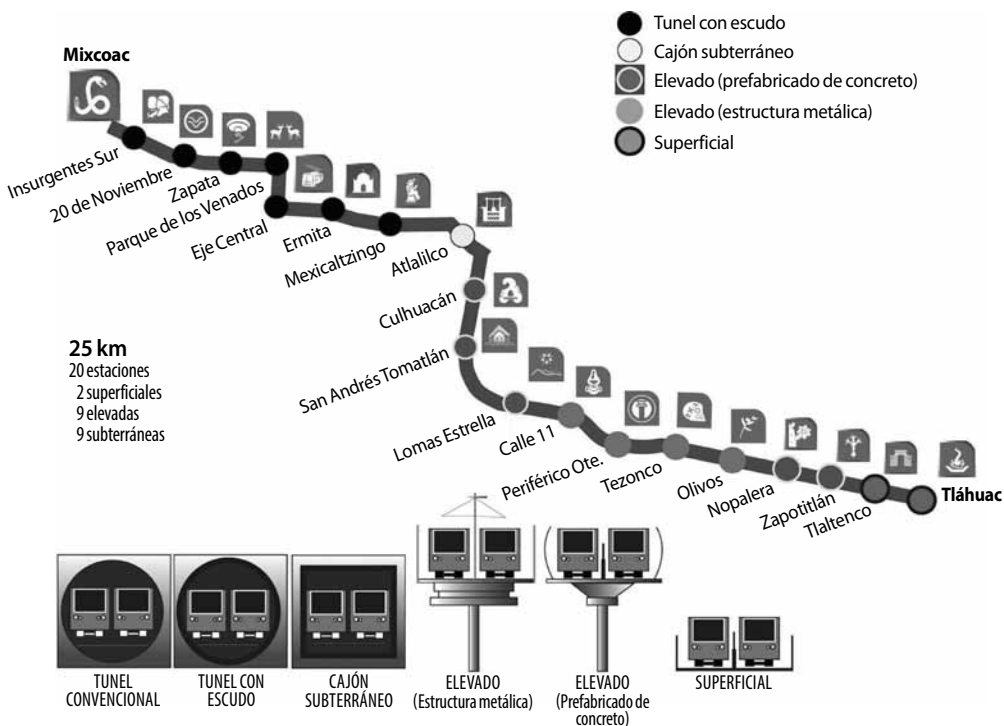 Tunel con escudo
Cajón subterráneo
Elevado (prefabricado de concreto)
Elevado (estructura metálica)
Superficial
Mixcoac
Insurgentes Sur
20 de Noviembre
Zapata
Parque de los Venados
Eje Central
Ermita
Mexicaltzingo
Atlalilco
Culhuacán
San Andrés Tomatlán
Lomas Estrella
Calle 11
Periférico Ote.
Tezonco
Olivos
Nopalera
Zapotitlán
Tlaltenco
Tláhuac
25 km
20 estaciones
2 superficiales
9 elevadas
9 subterráneas
TUNEL
CONVENCIONAL
TUNEL CON
ESCUDO
CAJÓN
SUBTERRÁNEO
ELEVADO
(Estructura metálica)
ELEVADO
(Prefabricado de
concreto)
SUPERFICIAL